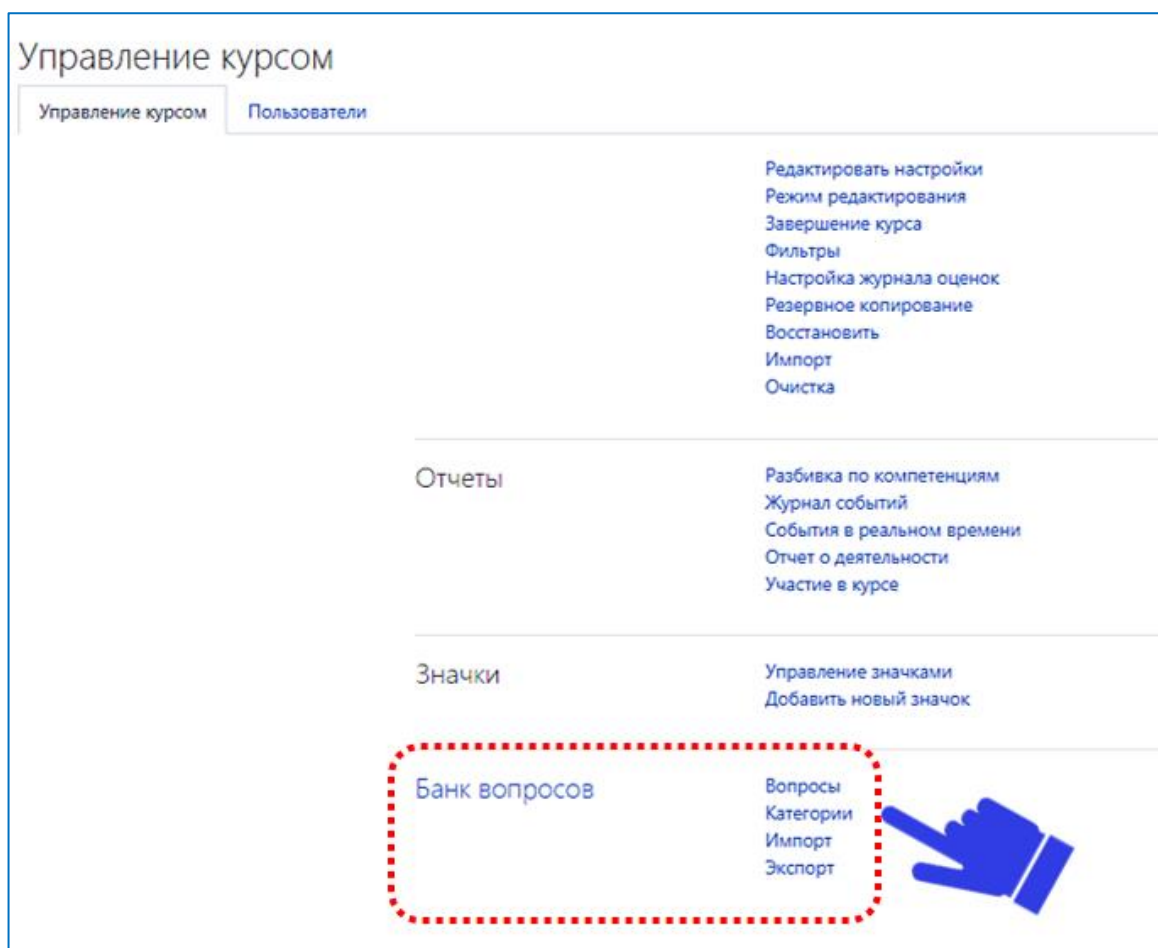 Управление курсом
Управление курсом
Пользователи
Редактировать настройки
Режим редактирования
Завершение курса
Фильтры
Настройка журнала оценок
Резервное копирование
Восстановить
Импорт
Очистка
Отчеты
Разбивка по компетенциям
Журнал событий
События в реальном времени
Отчет о деятельности
Участие в курсе
Значки
Управление значками
Добавить новый значок
Банк вопросов
Вопросы
Категории
Импорт
Экспорт